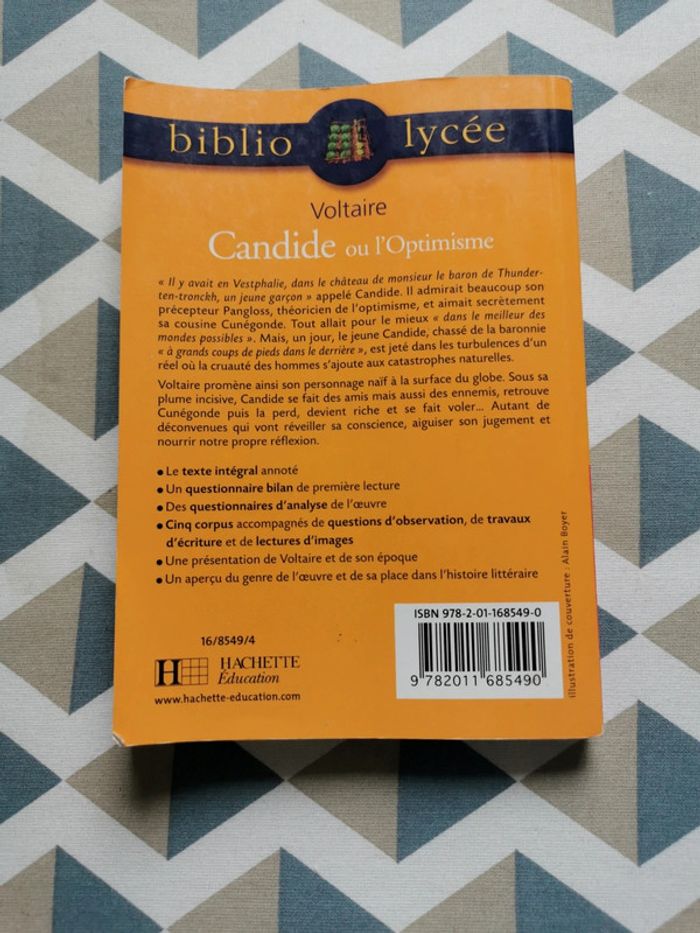 biblio lycée
Voltaire
Candide ou l'Optimisme
« Il y avait en Vestphalie, dans le château de monsieur le baron de Thunder-
ten-tronckh, un jeune garçon » appelé Candide. Il admirait beaucoup son
précepteur Pangloss, théoricien de l'optimisme, et aimait secrètement
sa cousine Cunégonde. Tout allait pour le mieux « dans le meilleur des
mondes possibles ». Mais, un jour, le jeune Candide, chassé de la baronnie
« à grands coups de pieds dans le derrière », est jeté dans les turbulences d'un
réel où la cruauté des hommes s'ajoute aux catastrophes naturelles.
Voltaire promène ainsi son personnage naïf à la surface du globe. Sous sa
plume incisive, Candide se fait des amis mais aussi des ennemis, retrouve
Cunégonde puis la perd, devient riche et se fait voler... Autant de
déconvenues qui vont réveiller sa conscience, aiguiser son jugement et
nourrir notre propre réflexion.
• Le texte intégral annoté
• Un questionnaire bilan de première lecture
• Des questionnaires d'analyse de l'œuvre
• Cinq corpus accompagnés de questions d'observation, de travaux
d'écriture et de lectures d'images
• Une présentation de Voltaire et de son époque
• Un aperçu du genre de l'œuvre et de sa place dans l'histoire littéraire
16/8549/4
H HACHETTE
Éducation
www.hachette-education.com
ISBN 978-2-01-168549-0
9 782011 685490
illustration de couverture : Alain Boyer